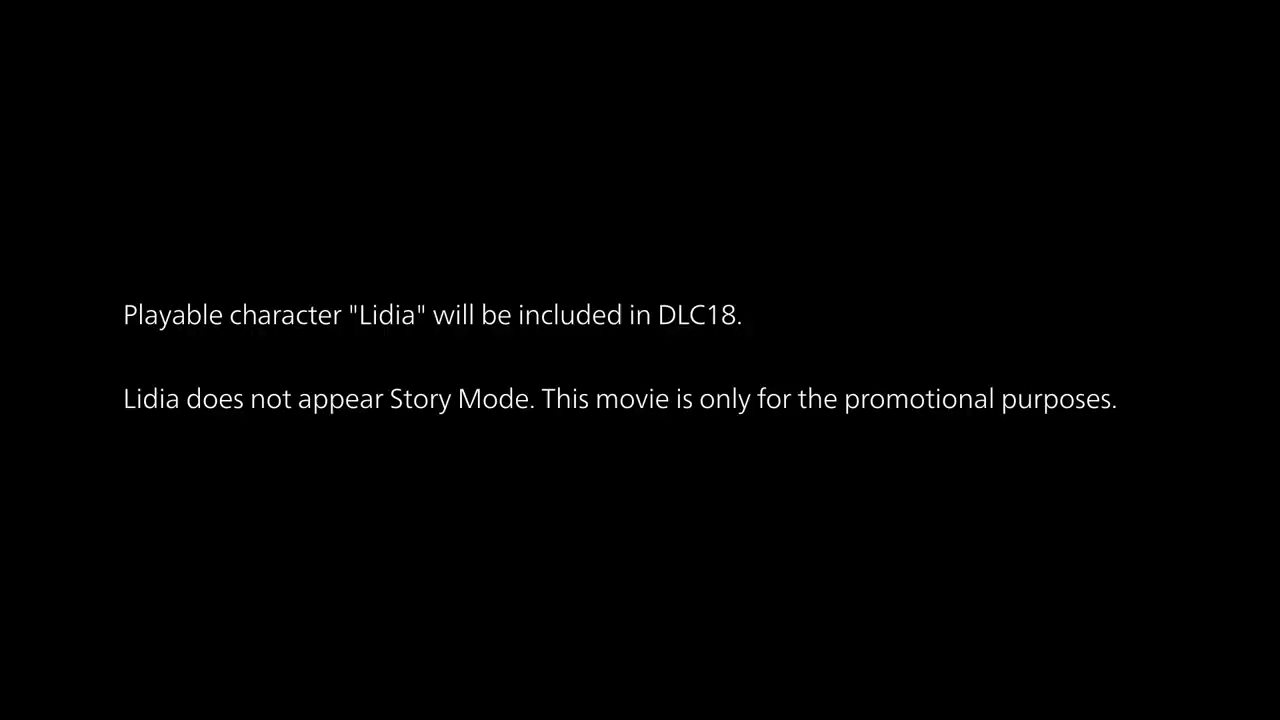 Playable character "Lidia" will be included in DLC18.
Lidia does not appear Story Mode. This movie is only for the promotional purposes.